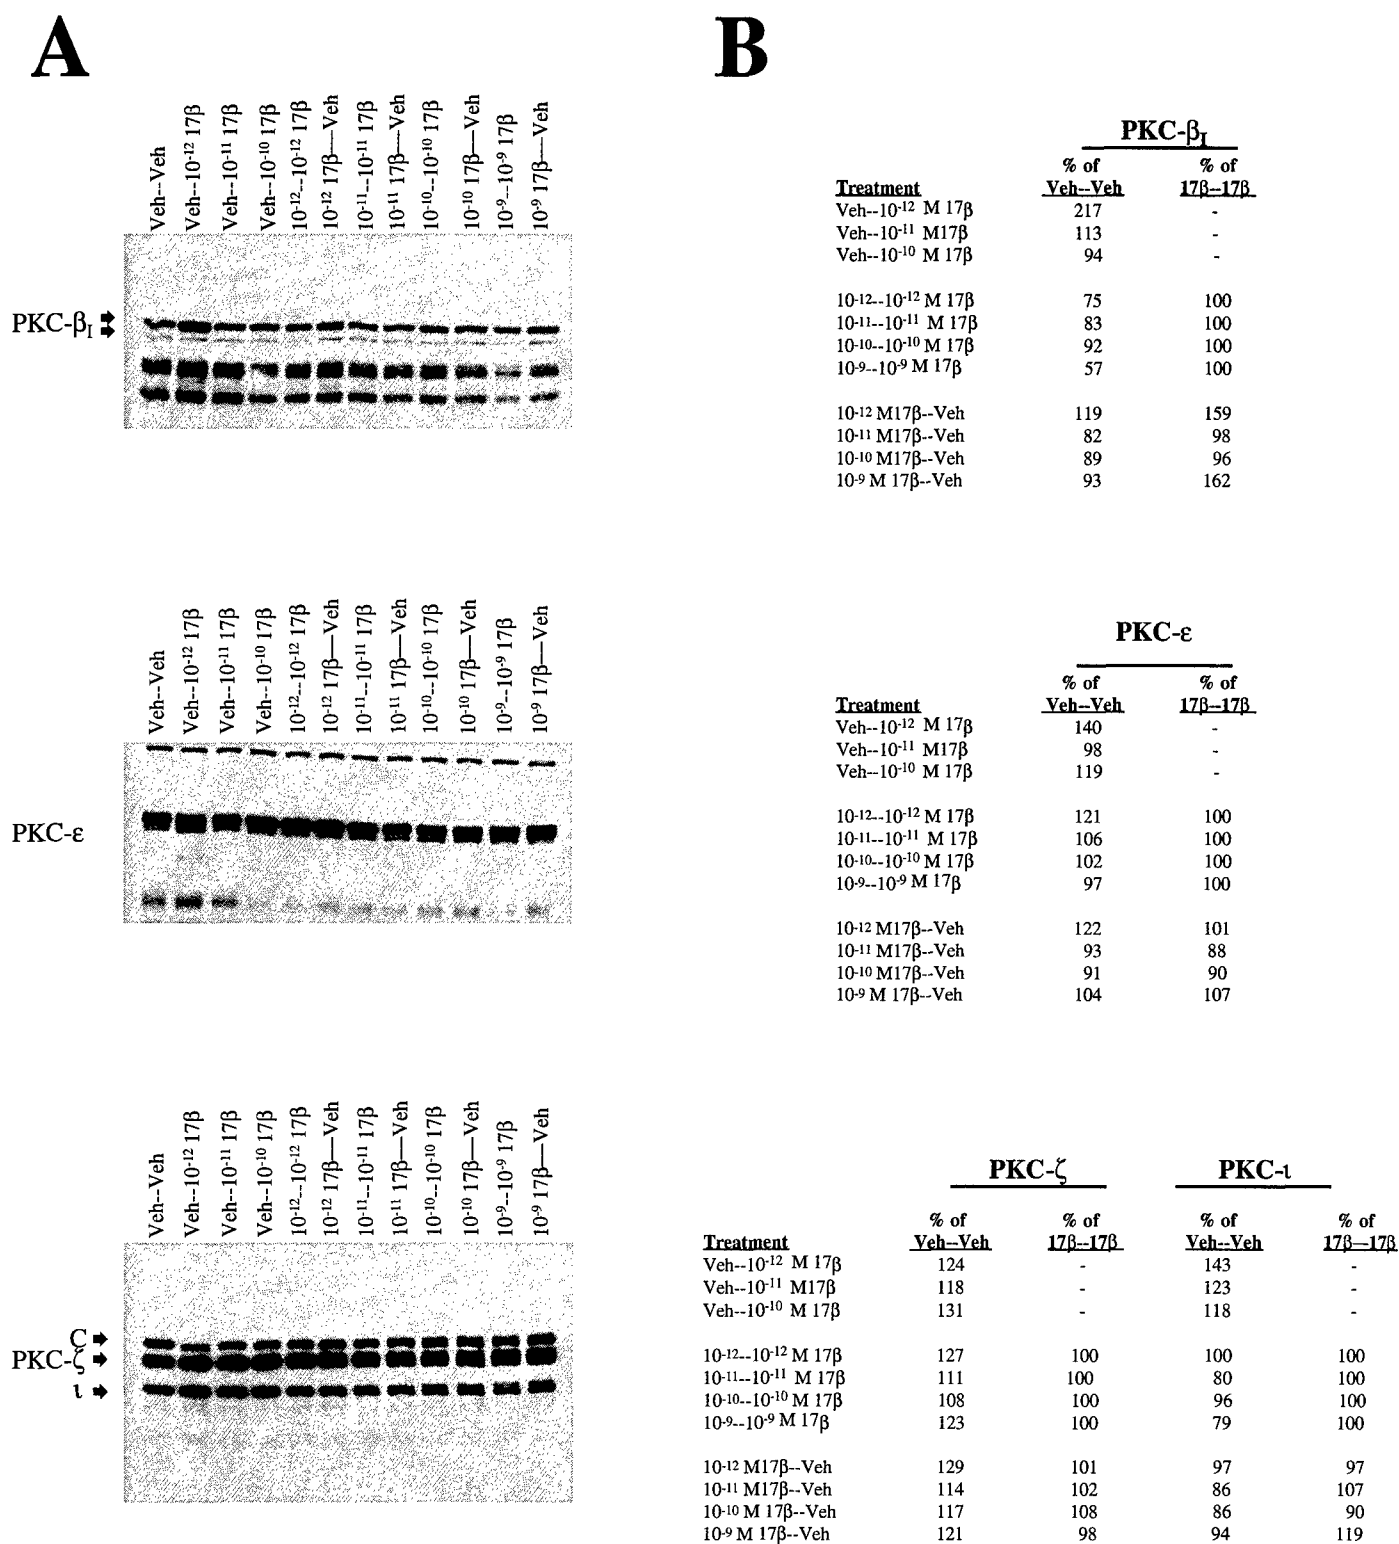 A
B
Veh--Veh
Veh--10⁻¹² 17β
Veh--10⁻¹¹ 17β
Veh--10⁻¹⁰ 17β
10⁻¹²--10⁻¹² 17β
10⁻¹² 17β—Veh
10⁻¹¹--10⁻¹¹ 17β
10⁻¹¹ 17β—Veh
10⁻¹⁰--10⁻¹⁰ 17β
10⁻¹⁰ 17β—Veh
10⁻⁹--10⁻⁹ 17β
10⁻⁹ 17β—Veh
PKC-βI
PKC-βI
% of % of
Treatment Veh--Veh 17β--17β
Veh--10⁻¹² M 17β 217 -
Veh--10⁻¹¹ M17β 113 -
Veh--10⁻¹⁰ M 17β 94 -
10⁻¹²--10⁻¹² M 17β 75 100
10⁻¹¹--10⁻¹¹ M 17β 83 100
10⁻¹⁰--10⁻¹⁰ M 17β 92 100
10⁻⁹--10⁻⁹ M 17β 57 100
10⁻¹² M17β--Veh 119 159
10⁻¹¹ M17β--Veh 82 98
10⁻¹⁰ M17β--Veh 89 96
10⁻⁹ M 17β--Veh 93 162
Veh--Veh
Veh--10⁻¹² 17β
Veh--10⁻¹¹ 17β
Veh--10⁻¹⁰ 17β
10⁻¹²--10⁻¹² 17β
10⁻¹² 17β—Veh
10⁻¹¹--10⁻¹¹ 17β
10⁻¹¹ 17β—Veh
10⁻¹⁰--10⁻¹⁰ 17β
10⁻¹⁰ 17β—Veh
10⁻⁹--10⁻⁹ 17β
10⁻⁹ 17β—Veh
PKC-ε
PKC-ε
% of % of
Treatment Veh--Veh 17β--17β
Veh--10⁻¹² M 17β 140 -
Veh--10⁻¹¹ M17β 98 -
Veh--10⁻¹⁰ M 17β 119 -
10⁻¹²--10⁻¹² M 17β 121 100
10⁻¹¹--10⁻¹¹ M 17β 106 100
10⁻¹⁰--10⁻¹⁰ M 17β 102 100
10⁻⁹--10⁻⁹ M 17β 97 100
10⁻¹² M17β--Veh 122 101
10⁻¹¹ M17β--Veh 93 88
10⁻¹⁰ M17β--Veh 91 90
10⁻⁹ M 17β--Veh 104 107
Veh--Veh
Veh--10⁻¹² 17β
Veh--10⁻¹¹ 17β
Veh--10⁻¹⁰ 17β
10⁻¹²--10⁻¹² 17β
10⁻¹² 17β—Veh
10⁻¹¹--10⁻¹¹ 17β
10⁻¹¹ 17β—Veh
10⁻¹⁰--10⁻¹⁰ 17β
10⁻¹⁰ 17β—Veh
10⁻⁹--10⁻⁹ 17β
10⁻⁹ 17β—Veh
C
PKC-ζ
ι
PKC-ζ PKC-ι
% of % of % of % of
Treatment Veh--Veh 17β--17β Veh--Veh 17β—17β
Veh--10⁻¹² M 17β 124 - 143 -
Veh--10⁻¹¹ M17β 118 - 123 -
Veh--10⁻¹⁰ M 17β 131 - 118 -
10⁻¹²--10⁻¹² M 17β 127 100 100 100
10⁻¹¹--10⁻¹¹ M 17β 111 100 80 100
10⁻¹⁰--10⁻¹⁰ M 17β 108 100 96 100
10⁻⁹--10⁻⁹ M 17β 123 100 79 100
10⁻¹² M17β--Veh 129 101 97 97
10⁻¹¹ M17β--Veh 114 102 86 107
10⁻¹⁰ M 17β--Veh 117 108 86 90
10⁻⁹ M 17β--Veh 121 98 94 119